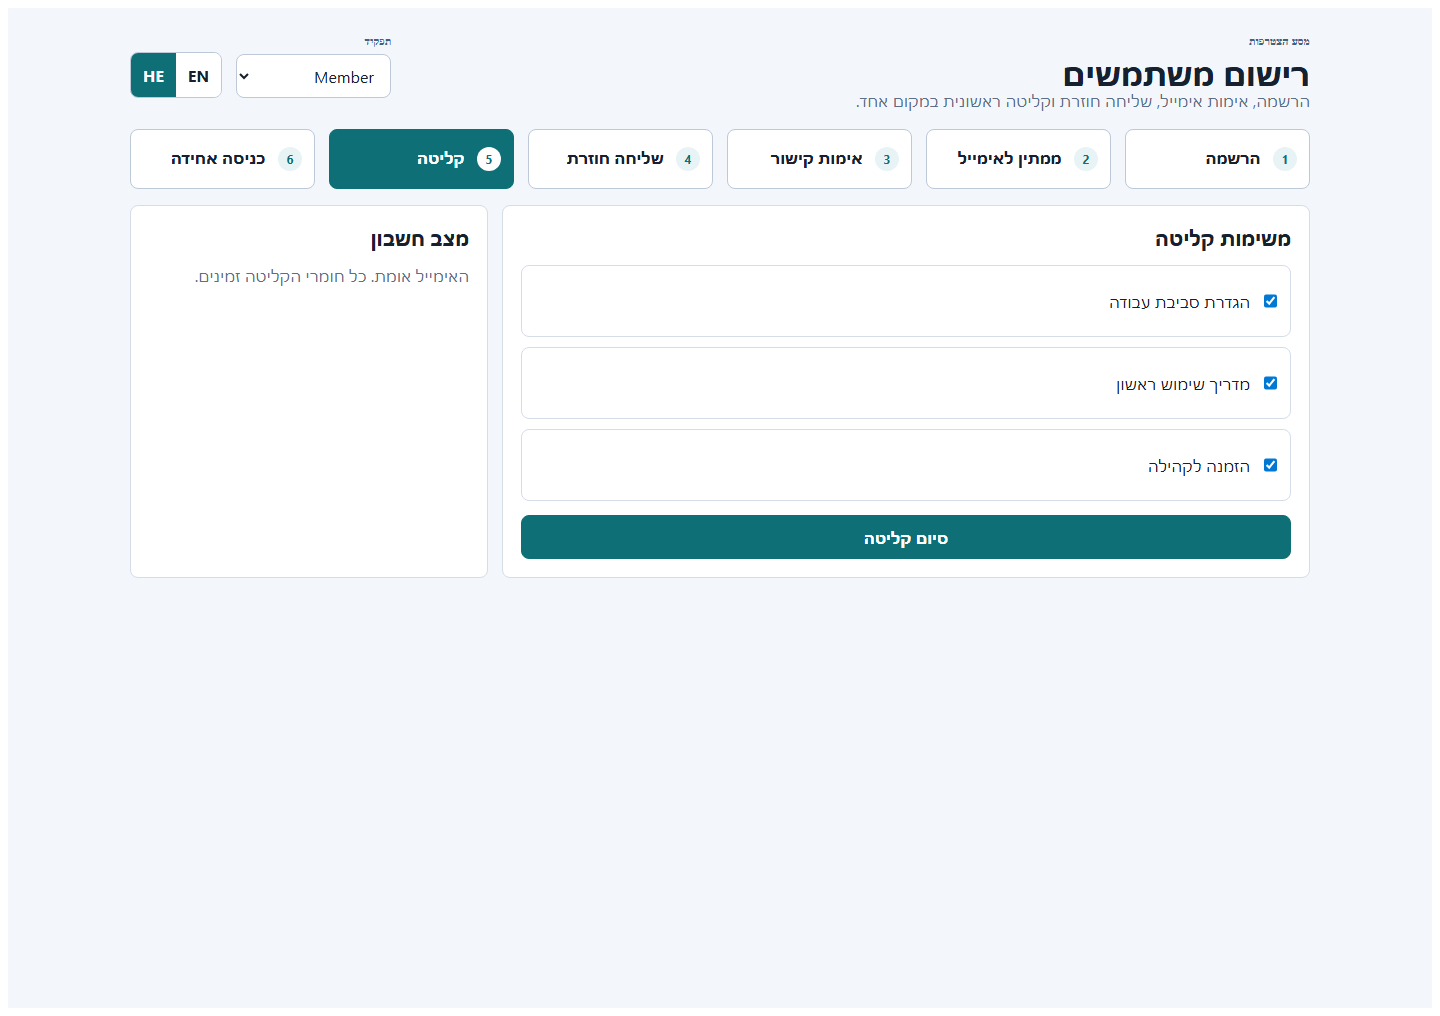 מסע הצטרפות
רישום משתמשים
הרשמה, אימות אימייל, שליחה חוזרת וקליטה ראשונית במקום אחד.
תפקיד
Member
EN
HE
1 הרשמה
2 ממתין לאימייל
3 אימות קישור
4 שליחה חוזרת
5 קליטה
6 כניסה אחידה
משימות קליטה
הגדרת סביבת עבודה
מדריך שימוש ראשון
הזמנה לקהילה
סיום קליטה
מצב חשבון
האימייל אומת. כל חומרי הקליטה זמינים.